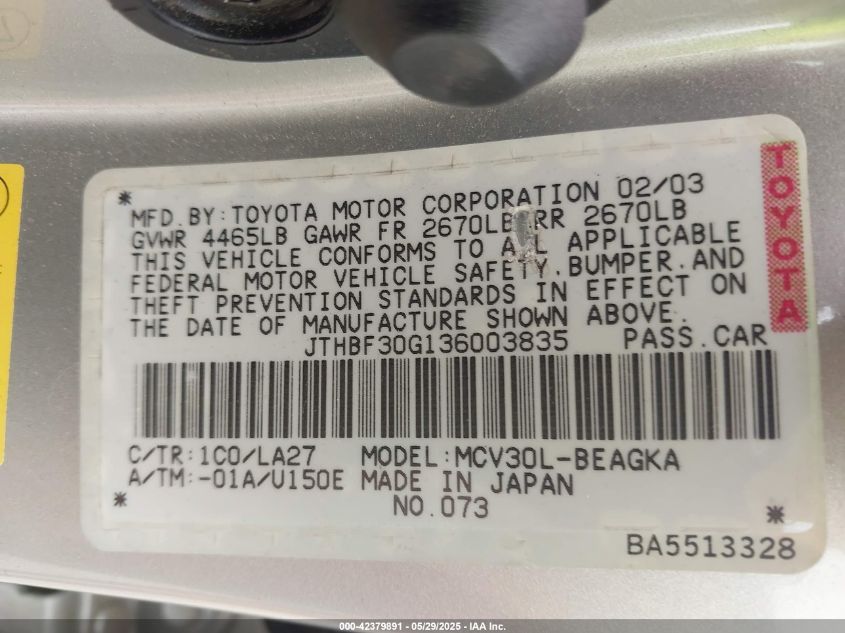 MFD.BY:TOYOTA MOTOR CORPORATION 02/03
GVWR 4465LB GAWR FR 2670LB RR 2670LB
THIS VEHICLE CONFORMS TO ALL APPLICABLE
FEDERAL MOTOR VEHICLE SAFETY.BUMPER.AND
THEFT PREVENTION STANDARDS IN EFFECT ON
THE DATE OF MANUFACTURE SHOWN ABOVE.
JTHBF30G136003835 PASS.CAR
TOYOTA
C/TR:1C0/LA27 MODEL:MCV30L-BEAGKA
A/TM:-01A/U150E MADE IN JAPAN
NO.073
BA5513328
000-42379891 - 05/29/2025 - IAA Inc.